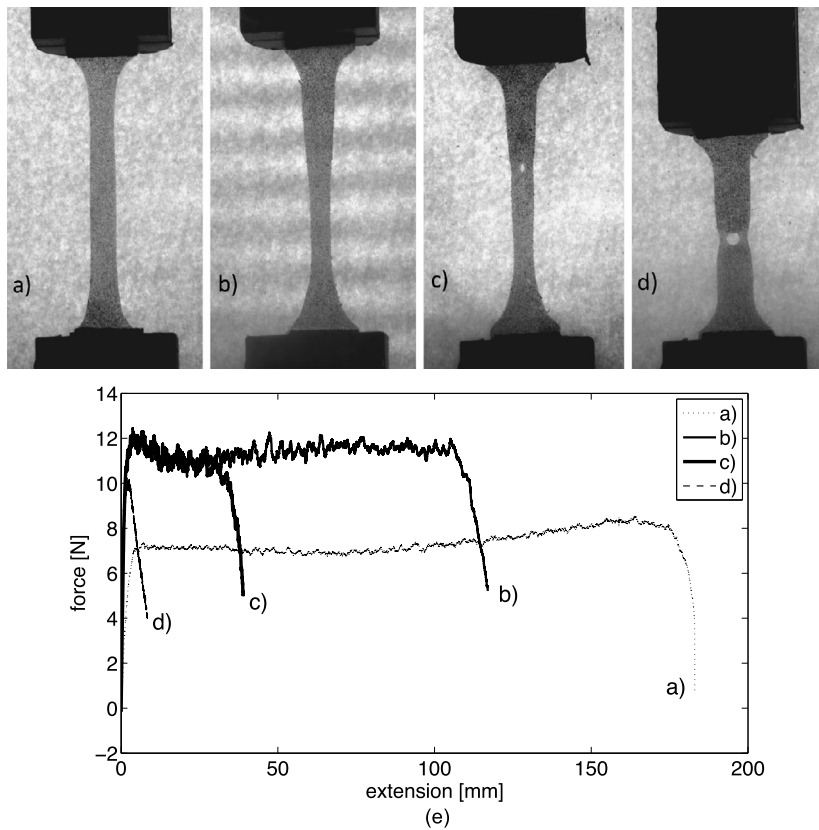 a)
b)
c)
d)
14
12
10
8
6
4
2
0
−2
force [N]
a)
b)
c)
d)
d)
c)
b)
a)
0
50
100
150
200
extension [mm]
(e)